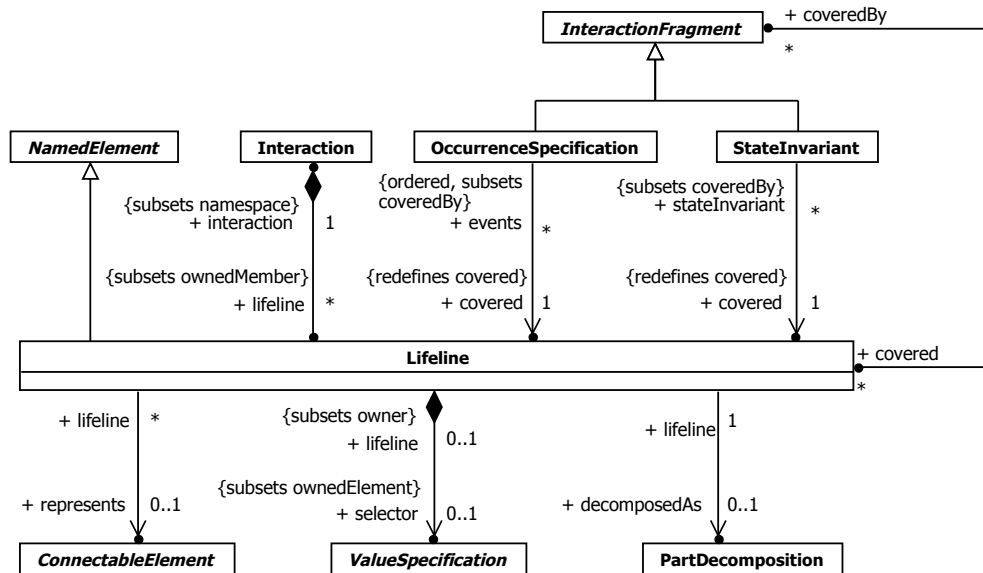 + coveredBy
InteractionFragment
*
NamedElement
Interaction
OccurrenceSpecification
StateInvariant
{subsets namespace}
+ interaction
1
{ordered, subsets
coveredBy}
+ events
*
{subsets coveredBy}
+ stateInvariant
*
{subsets ownedMember}
+ lifeline
*
{redefines covered}
+ covered
1
{redefines covered}
+ covered
1
Lifeline
+ covered
*
+ lifeline
*
{subsets owner}
+ lifeline
0..1
+ lifeline
1
+ represents
0..1
{subsets ownedElement}
+ selector
0..1
+ decomposedAs
0..1
ConnectableElement
ValueSpecification
PartDecomposition